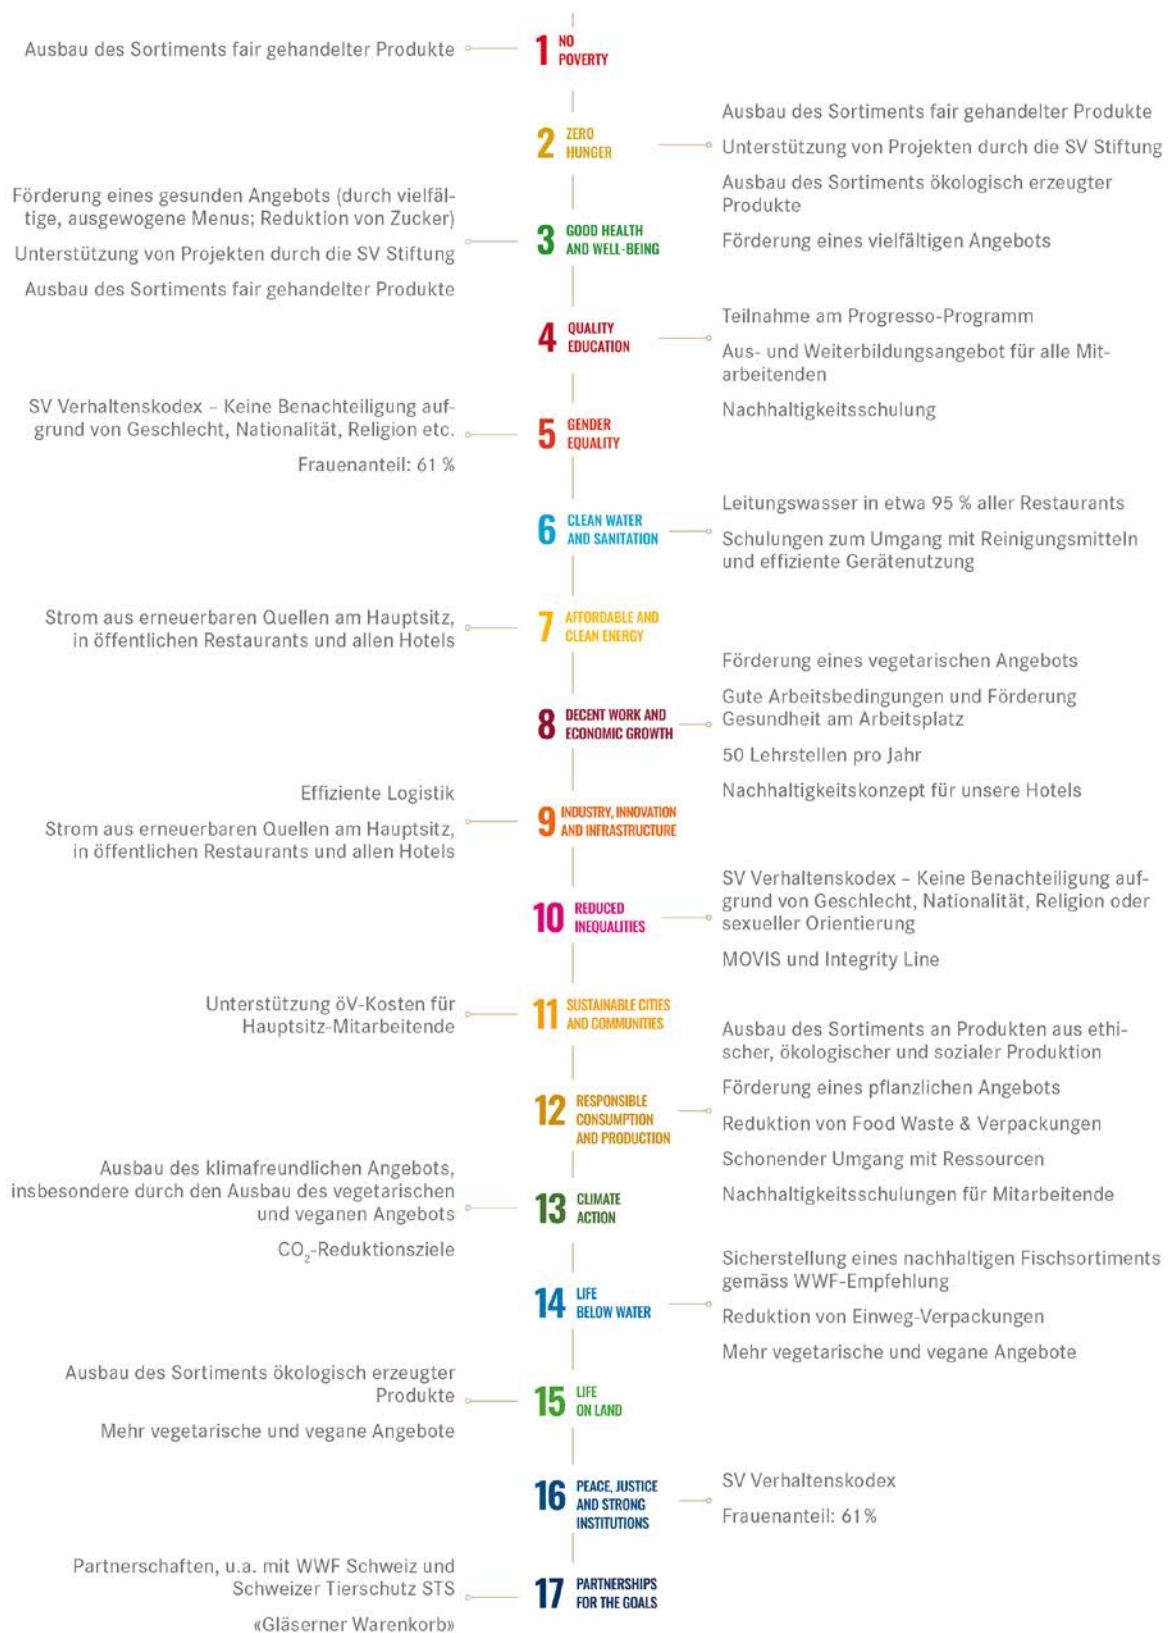 Ausbau des Sortiments fair gehandelter Produkte
1 NO
POVERTY
2 ZERO
HUNGER
Ausbau des Sortiments fair gehandelter Produkte
Unterstützung von Projekten durch die SV Stiftung
Ausbau des Sortiments ökologisch erzeugter
Produkte
Förderung eines vielfältigen Angebots
Förderung eines gesunden Angebots (durch vielfäl-
tige, ausgewogene Menus; Reduktion von Zucker)
Unterstützung von Projekten durch die SV Stiftung
Ausbau des Sortiments fair gehandelter Produkte
3 GOOD HEALTH
AND WELL-BEING
4 QUALITY
EDUCATION
Teilnahme am Progresso-Programm
Aus- und Weiterbildungsangebot für alle Mit-
arbeitenden
Nachhaltigkeitsschulung
SV Verhaltenskodex – Keine Benachteiligung auf-
grund von Geschlecht, Nationalität, Religion etc.
Frauenanteil: 61 %
5 GENDER
EQUALITY
6 CLEAN WATER
AND SANITATION
Leitungswasser in etwa 95 % aller Restaurants
Schulungen zum Umgang mit Reinigungsmitteln
und effiziente Gerätenutzung
Strom aus erneuerbaren Quellen am Hauptsitz,
in öffentlichen Restaurants und allen Hotels
7 AFFORDABLE AND
CLEAN ENERGY
8 DECENT WORK AND
ECONOMIC GROWTH
Förderung eines vegetarischen Angebots
Gute Arbeitsbedingungen und Förderung
Gesundheit am Arbeitsplatz
50 Lehrstellen pro Jahr
Nachhaltigkeitskonzept für unsere Hotels
Effiziente Logistik
Strom aus erneuerbaren Quellen am Hauptsitz,
in öffentlichen Restaurants und allen Hotels
9 INDUSTRY, INNOVATION
AND INFRASTRUCTURE
10 REDUCED
INEQUALITIES
SV Verhaltenskodex – Keine Benachteiligung auf-
grund von Geschlecht, Nationalität, Religion oder
sexueller Orientierung
MOVIS und Integrity Line
Unterstützung öV-Kosten für
Hauptsitz-Mitarbeitende
11 SUSTAINABLE CITIES
AND COMMUNITIES
12 RESPONSIBLE
CONSUMPTION
AND PRODUCTION
Ausbau des Sortiments an Produkten aus ethi-
scher, ökologischer und sozialer Produktion
Förderung eines pflanzlichen Angebots
Reduktion von Food Waste & Verpackungen
Schonender Umgang mit Ressourcen
Nachhaltigkeitsschulungen für Mitarbeitende
Ausbau des klimafreundlichen Angebots,
insbesondere durch den Ausbau des vegetarischen
und veganen Angebots
CO₂-Reduktionsziele
13 CLIMATE
ACTION
14 LIFE
BELOW WATER
Sicherstellung eines nachhaltigen Fischsortiments
gemäss WWF-Empfehlung
Reduktion von Einweg-Verpackungen
Mehr vegetarische und vegane Angebote
Ausbau des Sortiments ökologisch erzeugter
Produkte
Mehr vegetarische und vegane Angebote
15 LIFE
ON LAND
16 PEACE, JUSTICE
AND STRONG
INSTITUTIONS
SV Verhaltenskodex
Frauenanteil: 61%
Partnerschaften, u.a. mit WWF Schweiz und
Schweizer Tierschutz STS
«Gläserner Warenkorb»
17 PARTNERSHIPS
FOR THE GOALS